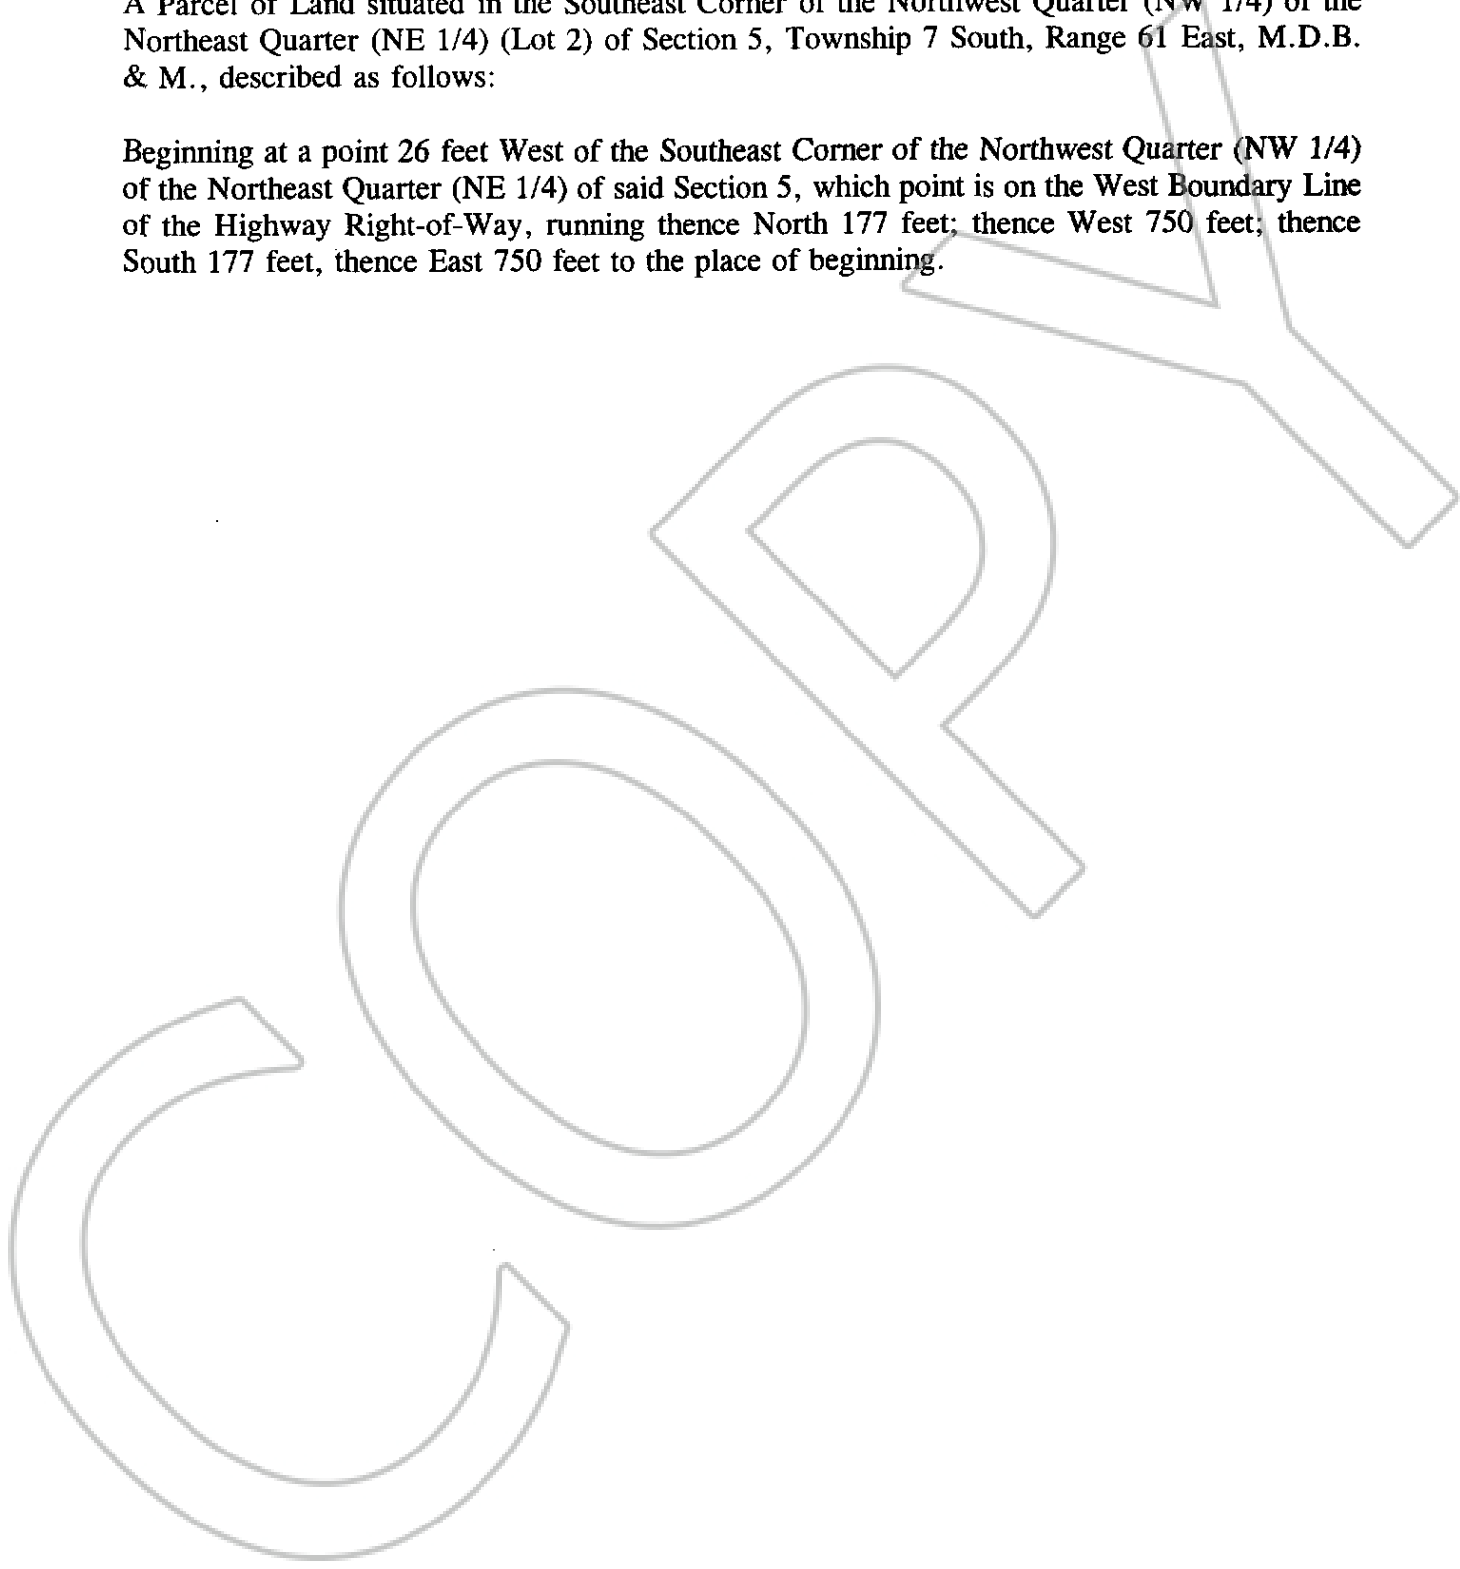 A Parcel of Land situated in the Southeast Corner of the Northwest Quarter (NW 1/4) of the
Northeast Quarter (NE 1/4) (Lot 2) of Section 5, Township 7 South, Range 61 East, M.D.B.
& M., described as follows:
Beginning at a point 26 feet West of the Southeast Corner of the Northwest Quarter (NW 1/4)
of the Northeast Quarter (NE 1/4) of said Section 5, which point is on the West Boundary Line
of the Highway Right-of-Way, running thence North 177 feet; thence West 750 feet; thence
South 177 feet, thence East 750 feet to the place of beginning.
COPY